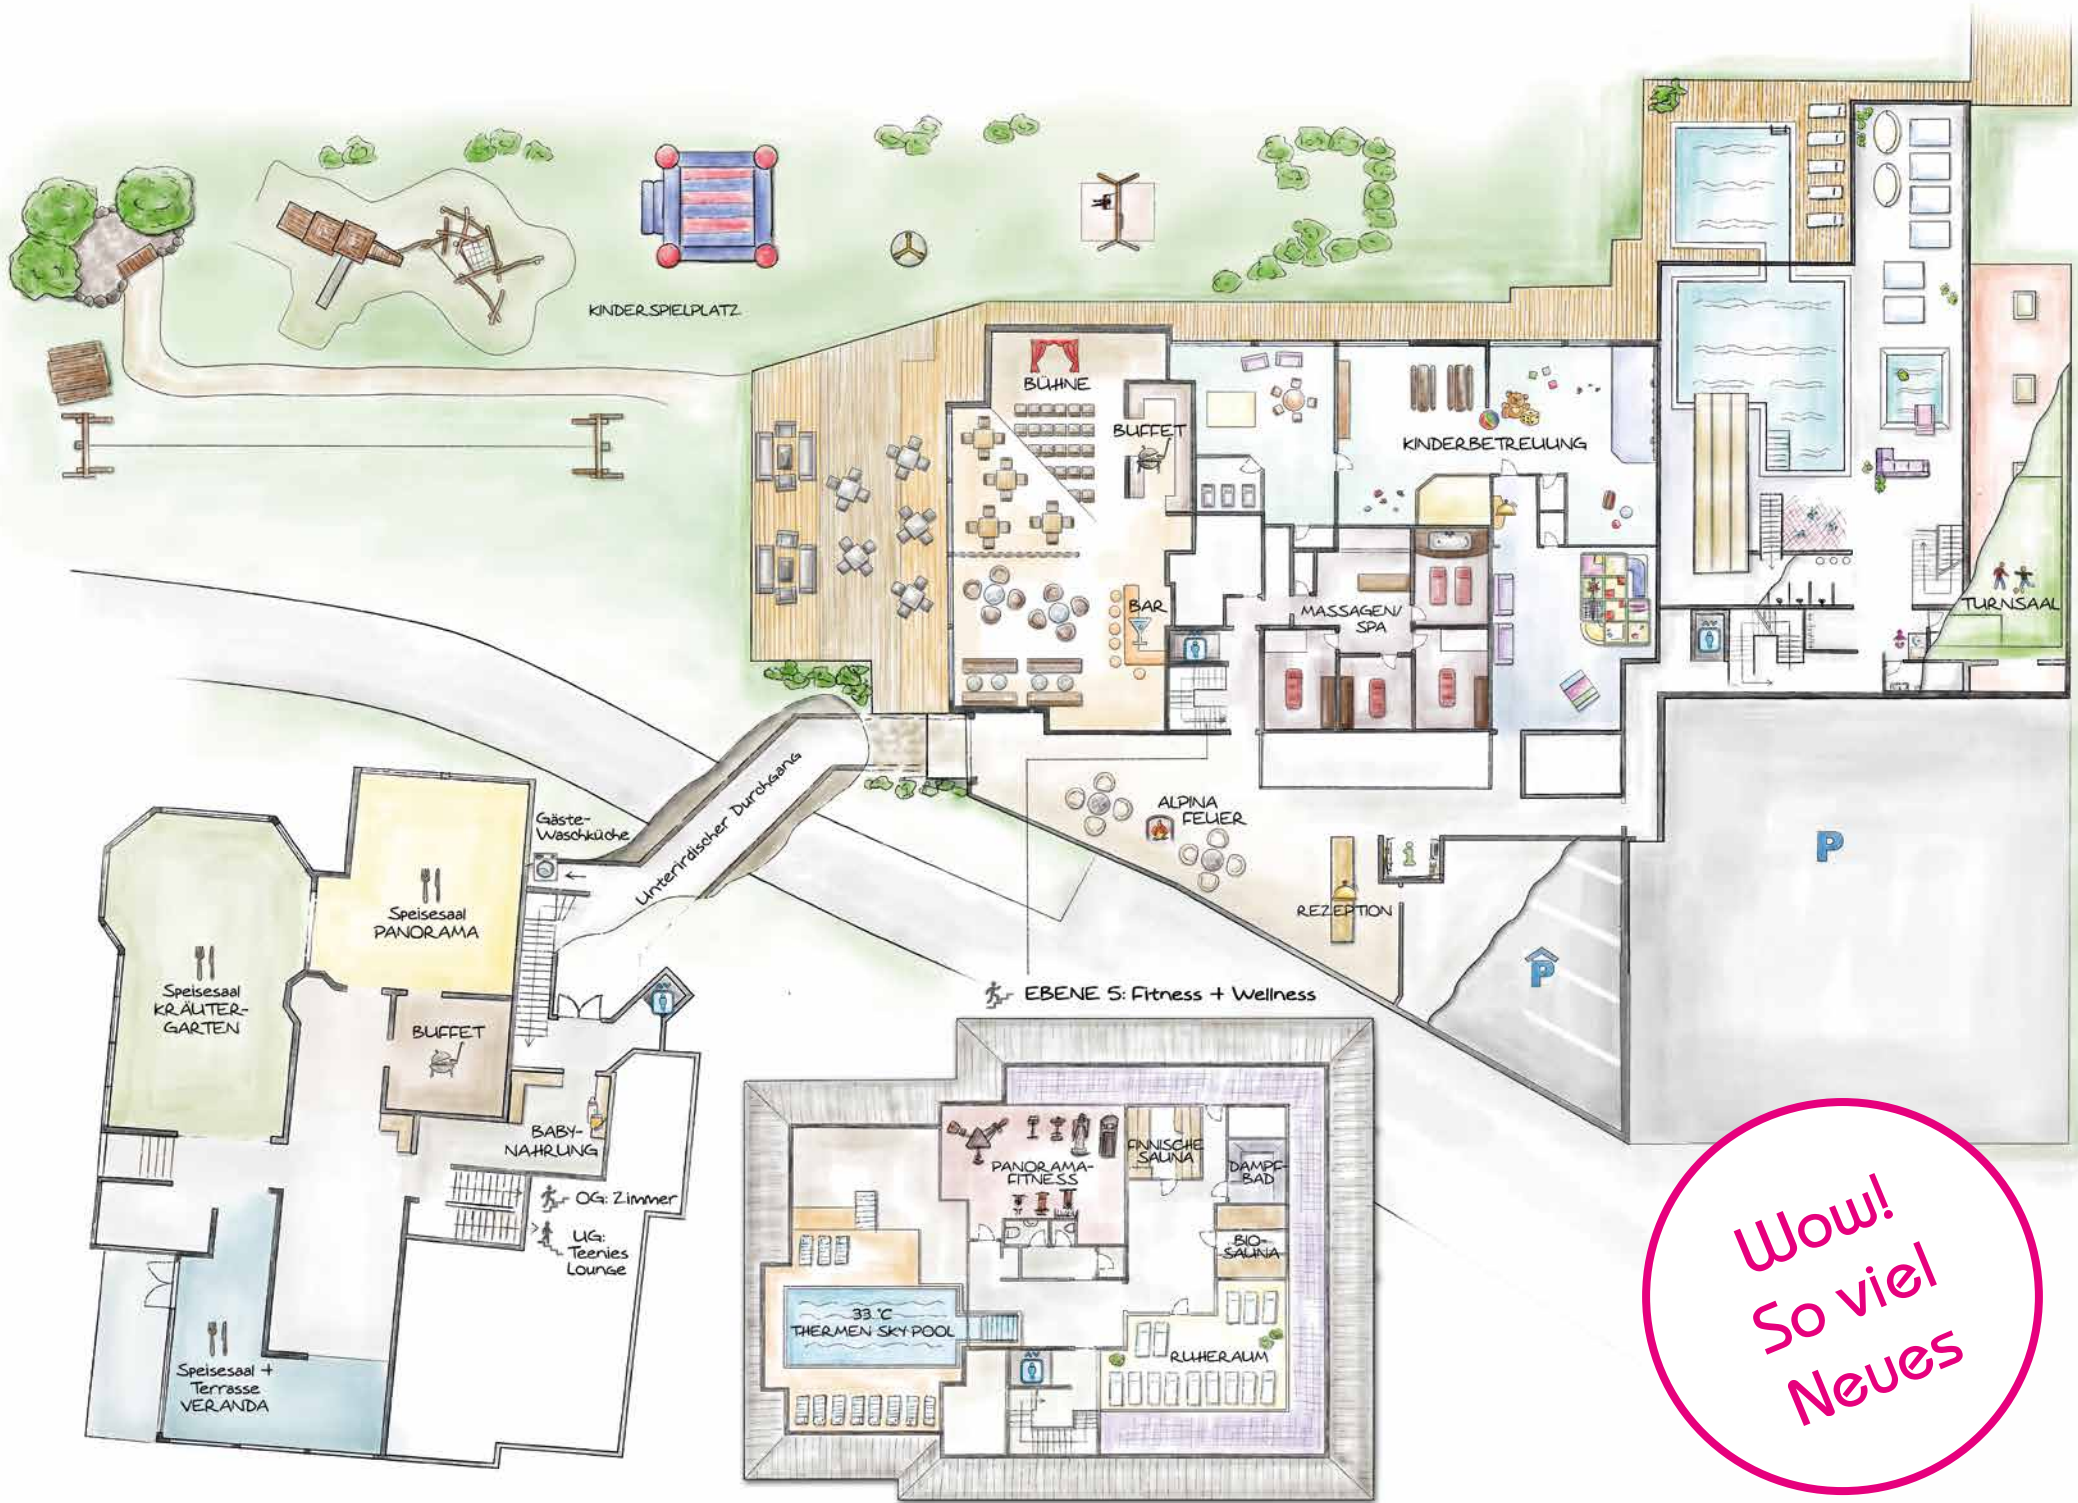 KINDERSPIELPLATZ
BÜHNE
BUFFET
KINDERBETREUUNG
BAR
MASSAGEN/
SPA
TURNSAAL
Unterirdischer Durchgang
Gäste-
Waschküche
ALPINA
FEUER
i
REZEPTION
P
P
Speisesaal
PANORAMA
Speisesaal
KRÄUTER-
GARTEN
BUFFET
BABY-
NAHRUNG
OG: Zimmer
UG:
Teenies
Lounge
Speisesaal +
Terrasse
VERANDA
EBENE 5: Fitness + Wellness
PANORAMA-
FITNESS
FINNISCHE
SAUNA
DAMPF-
BAD
BIO-
SAUNA
33 °C
THERMEN SKY-POOL
RUHERAUM
Wow!
So viel
Neues